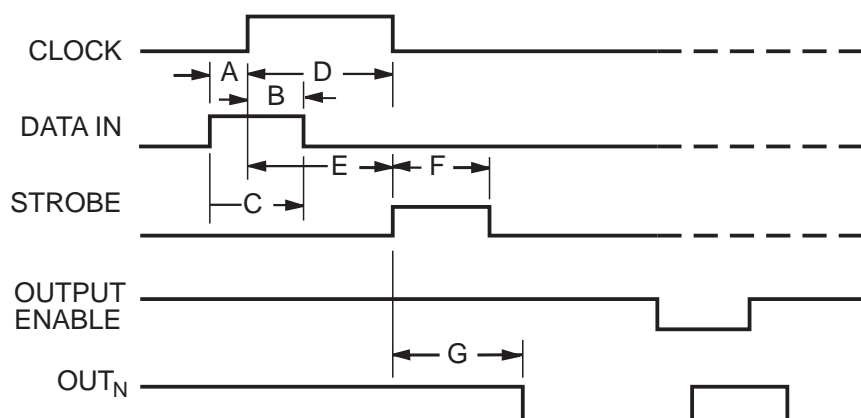 CLOCK
A
D
B
DATA IN
E
F
STROBE
C
OUTPUT
ENABLE
G
OUTN